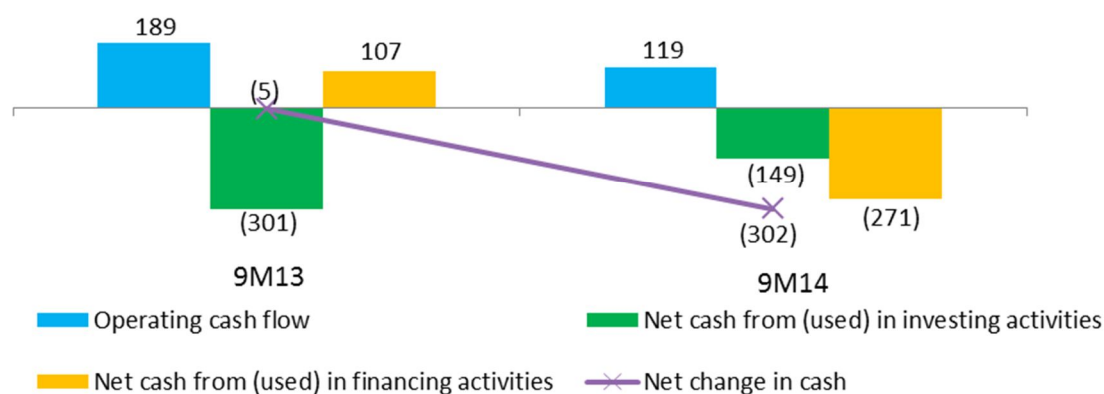 189
(5)
107
119
(301)
(149)
(302)
(271)
9M13
9M14
Operating cash flow
Net cash from (used) in investing activities
Net cash from (used) in financing activities
Net change in cash